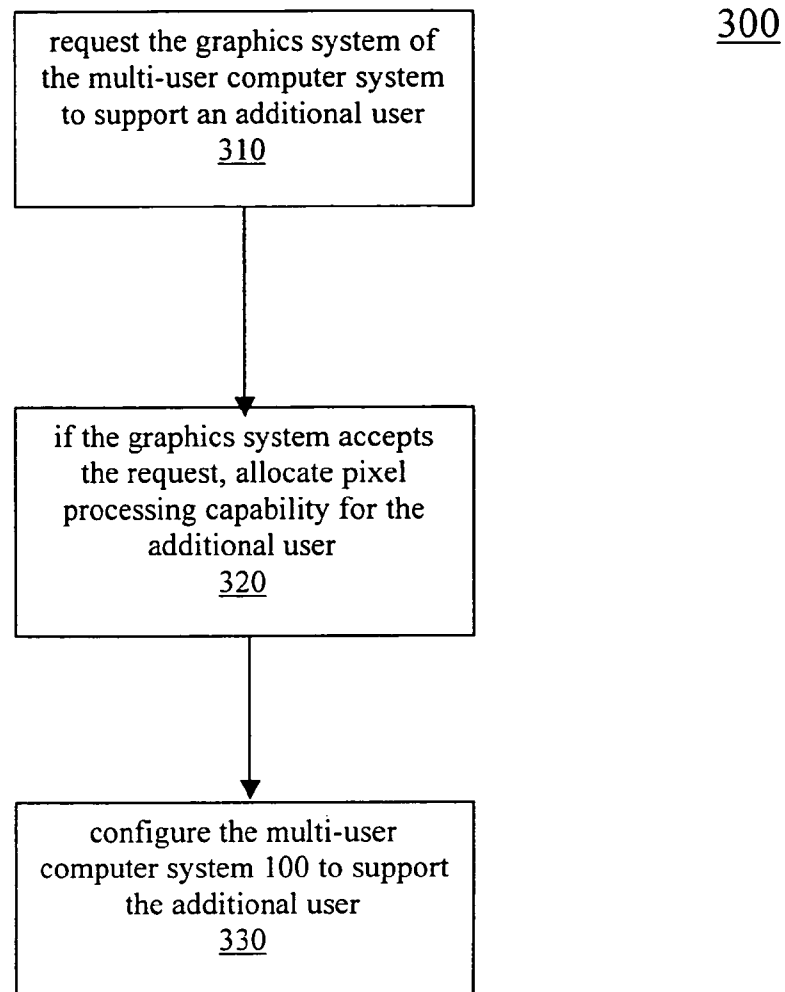 300
request the graphics system of
the multi-user computer system
to support an additional user
310
if the graphics system accepts
the request, allocate pixel
processing capability for the
additional user
320
configure the multi-user
computer system 100 to support
the additional user
330